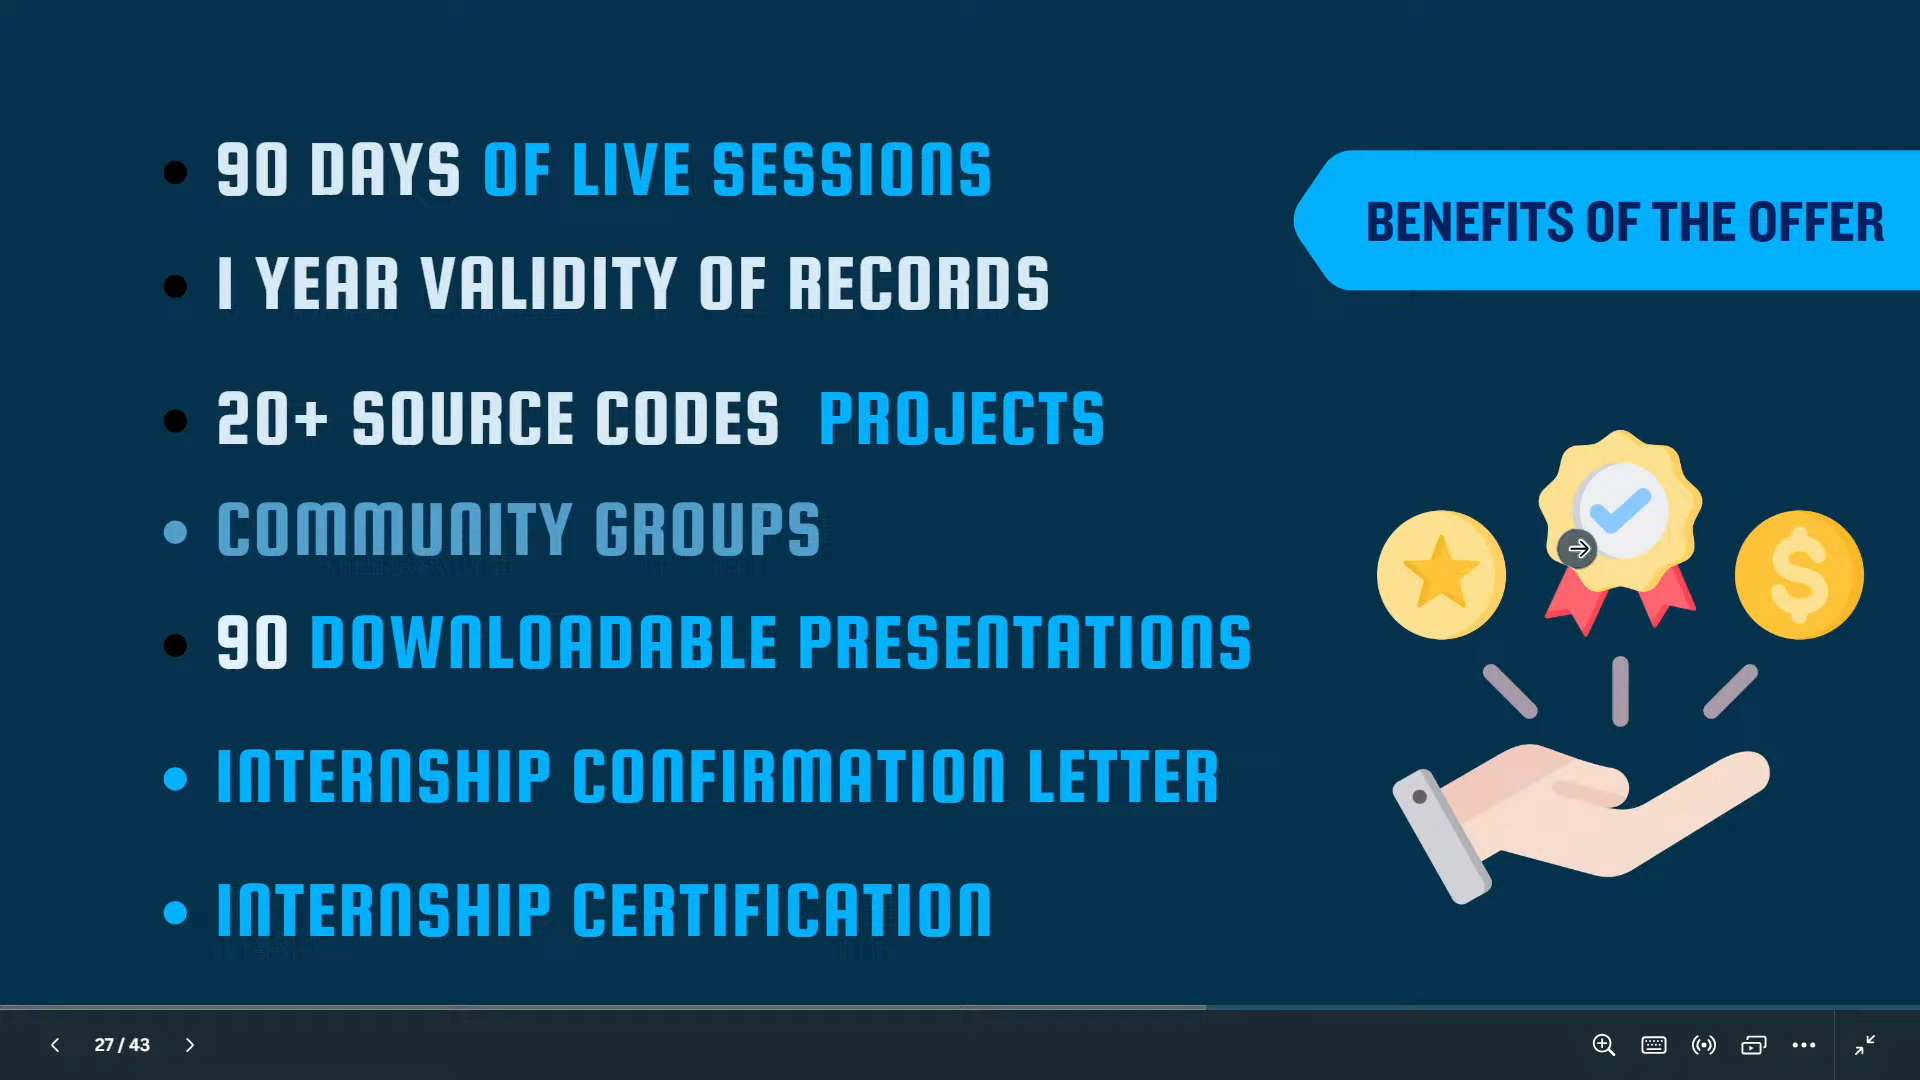 90 DAYS OF LIVE SESSIONS
1 YEAR VALIDITY OF RECORDS
20+ SOURCE CODES PROJECTS
COMMUNITY GROUPS
90 DOWNLOADABLE PRESENTATIONS
INTERNSHIP CONFIRMATION LETTER
INTERNSHIP CERTIFICATION
BENEFITS OF THE OFFER
$
27 / 43